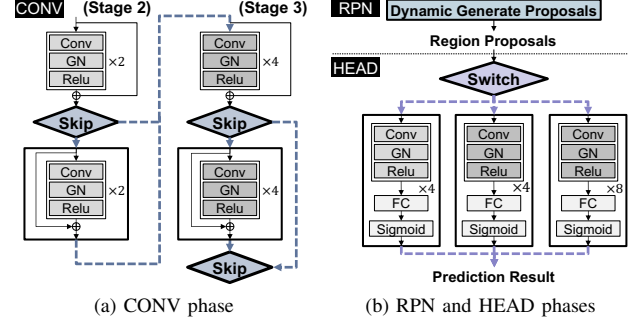 CONV
(Stage 2)
(Stage 3)
Conv
GN
Relu
×2
Skip
Conv
GN
Relu
×2
Conv
GN
Relu
×4
Skip
Conv
GN
Relu
×4
Skip
(a) CONV phase
RPN
Dynamic Generate Proposals
Region Proposals
HEAD
Switch
Conv
GN
Relu
×4
FC
Sigmoid
Conv
GN
Relu
×4
FC
Sigmoid
Conv
GN
Relu
×8
FC
Sigmoid
Prediction Result
(b) RPN and HEAD phases